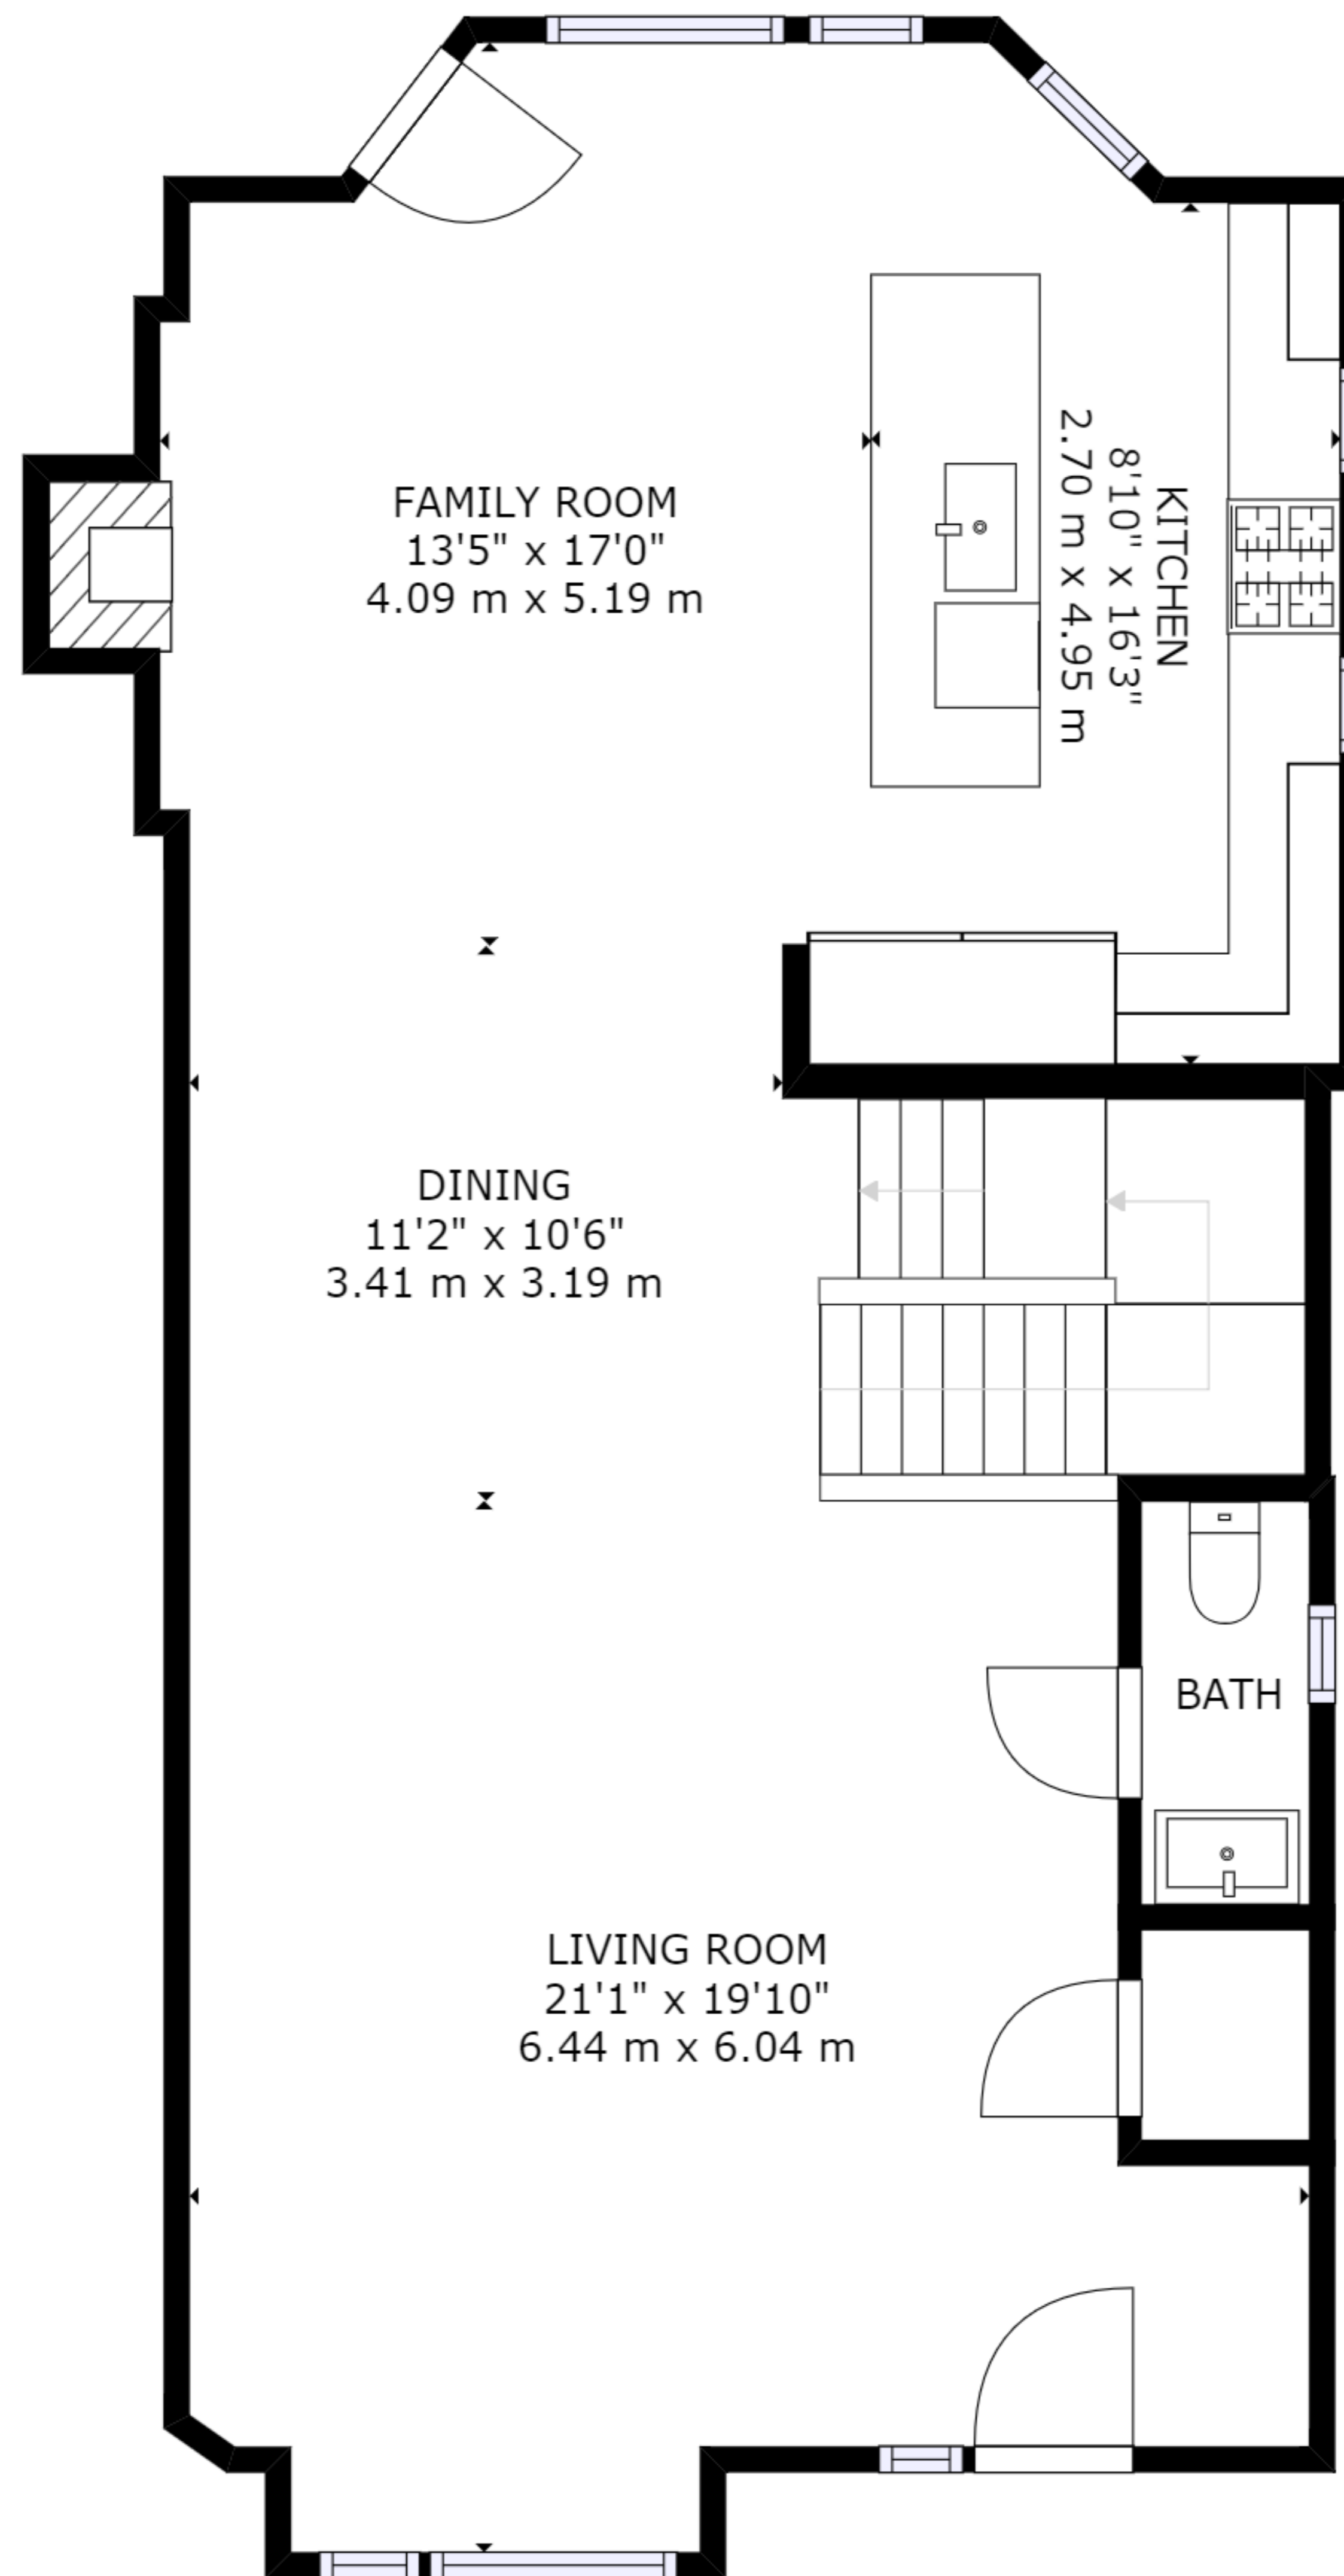 FAMILY ROOM
13'5" x 17'0"
4.09 m x 5.19 m
KITCHEN
8'10" x 16'3"
2.70 m x 4.95 m
DINING
11'2" x 10'6"
3.41 m x 3.19 m
BATH
LIVING ROOM
21'1" x 19'10"
6.44 m x 6.04 m